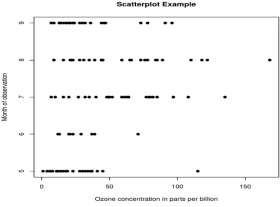 Scatterplot Example
Month of observation
9
8
7
6
5
0 50 100 150
Ozone concentration in parts per billion